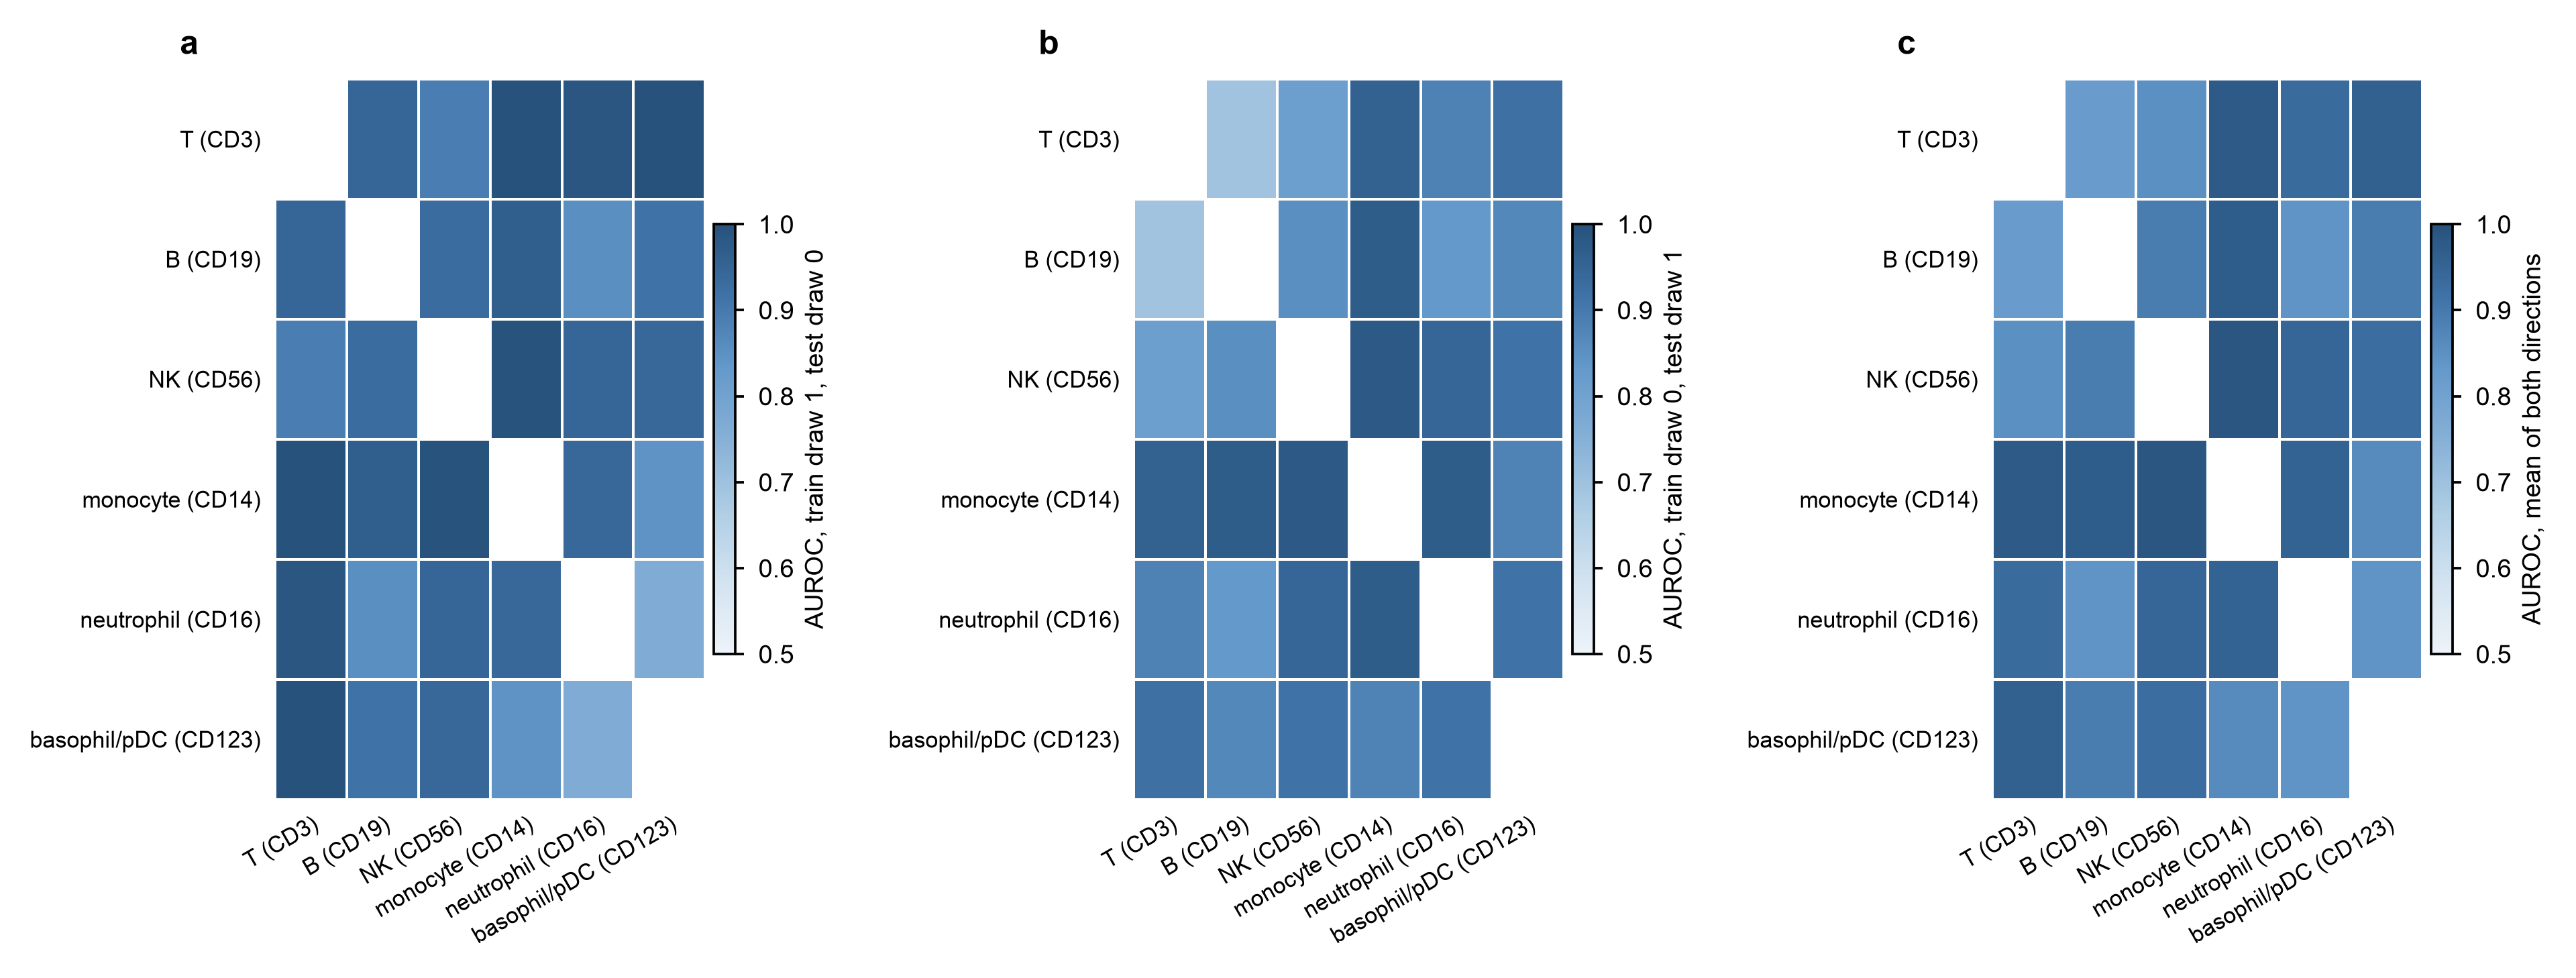 a
T (CD3)
B (CD19)
NK (CD56)
monocyte (CD14)
neutrophil (CD16)
basophil/pDC (CD123)
T (CD3)
B (CD19)
NK (CD56)
monocyte (CD14)
neutrophil (CD16)
basophil/pDC (CD123)
1.0
0.9
0.8
0.7
0.6
0.5
AUROC, train draw 1, test draw 0
b
T (CD3)
B (CD19)
NK (CD56)
monocyte (CD14)
neutrophil (CD16)
basophil/pDC (CD123)
T (CD3)
B (CD19)
NK (CD56)
monocyte (CD14)
neutrophil (CD16)
basophil/pDC (CD123)
1.0
0.9
0.8
0.7
0.6
0.5
AUROC, train draw 0, test draw 1
c
T (CD3)
B (CD19)
NK (CD56)
monocyte (CD14)
neutrophil (CD16)
basophil/pDC (CD123)
T (CD3)
B (CD19)
NK (CD56)
monocyte (CD14)
neutrophil (CD16)
basophil/pDC (CD123)
1.0
0.9
0.8
0.7
0.6
0.5
AUROC, mean of both directions